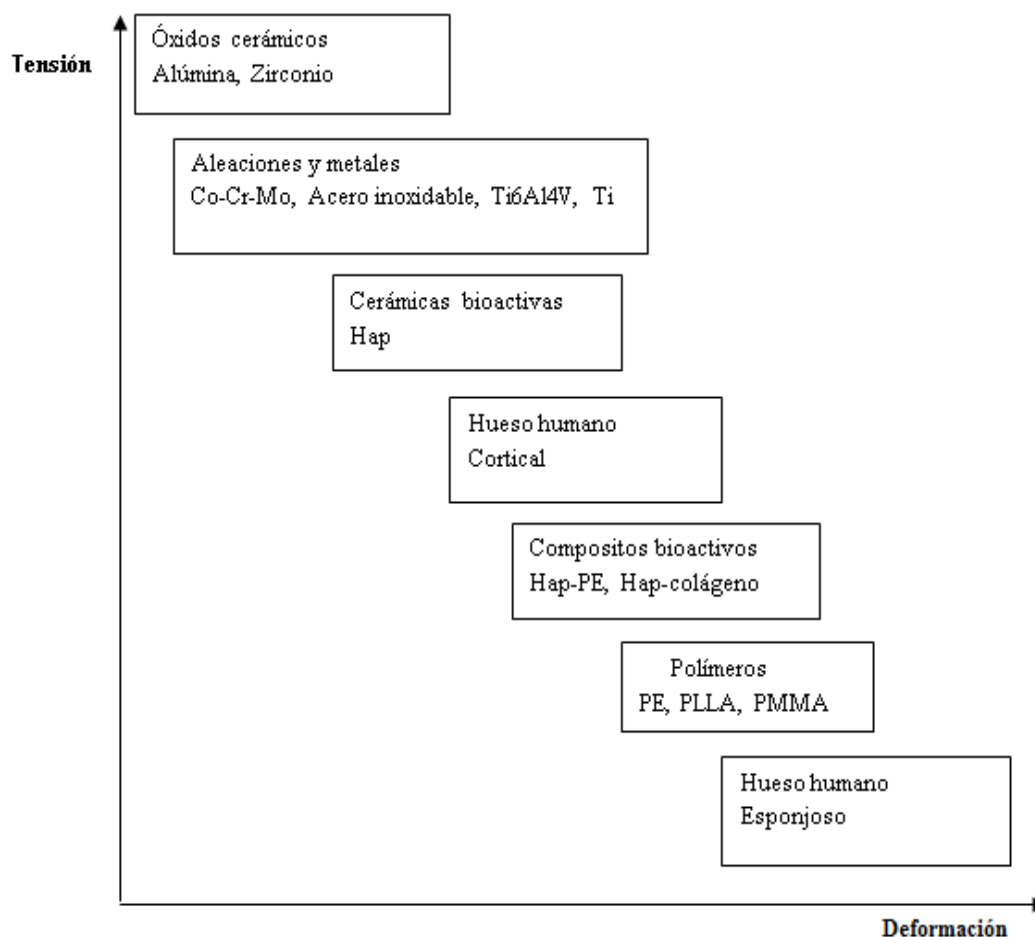 Óxidos cerámicos
Tensión
Alúmina, Zirconio
Aleaciones y metales
Co-Cr-Mo, Acero inoxidable, Ti6Al4V, Ti
Cerámicas bioactivas
Hap
Hueso humano
Cortical
Compositos bioactivos
Hap-PE, Hap-colágeno
Polímeros
PE, PLLA, PMMA
Hueso humano
Esponjoso
Deformación